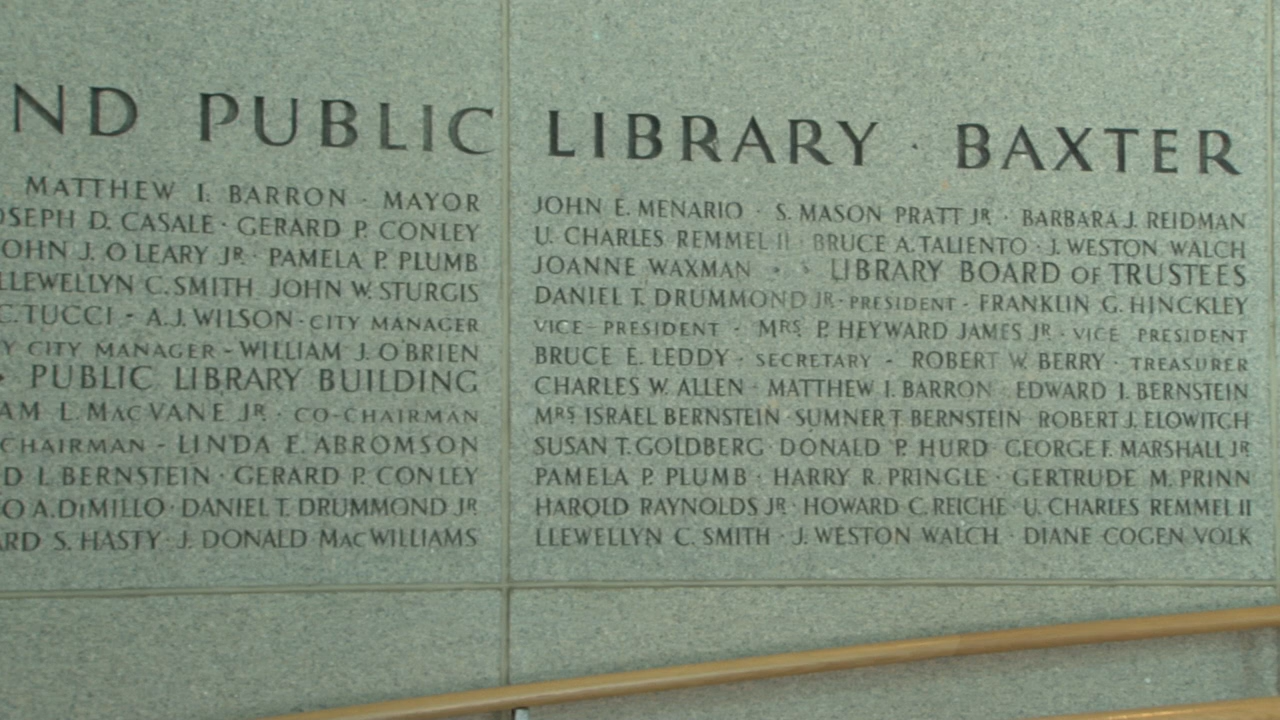 ND PUBLIC LIBRARY · BAXTER
MATTHEW I. BARRON · MAYOR
OSEPH D. CASALE · GERARD P. CONLEY
OHN J. O'LEARY JR · PAMELA P. PLUMB
LLEWELLYN C. SMITH JOHN W. STURGIS
C. TUCCI - A.J. WILSON · CITY MANAGER
Y CITY MANAGER - WILLIAM J. O'BRIEN
PUBLIC LIBRARY BUILDING
AM L. MACVANE JR · CO-CHAIRMAN
CHAIRMAN - LINDA E. ABROMSON
D I. BERNSTEIN · GERARD P. CONLEY
O A. DIMILLO · DANIEL T. DRUMMOND JR
RD S. HASTY · J. DONALD MACWILLIAMS
JOHN E. MENARIO · S. MASON PRATT JR · BARBARA J. REIDMAN
U. CHARLES REMMEL II · BRUCE A. TALIENTO · J. WESTON WALCH
JOANNE WAXMAN · · LIBRARY BOARD OF TRUSTEES
DANIEL T. DRUMMOND JR · PRESIDENT · FRANKLIN G. HINCKLEY
VICE-PRESIDENT · MRS P. HEYWARD JAMES JR · VICE PRESIDENT
BRUCE E. LEDDY · SECRETARY - ROBERT W. BERRY · TREASURER
CHARLES W. ALLEN · MATTHEW I. BARRON · EDWARD I. BERNSTEIN
MRS ISRAEL BERNSTEIN · SUMNER T. BERNSTEIN · ROBERT J. ELOWITCH
SUSAN T. GOLDBERG · DONALD P. HURD · GEORGE F. MARSHALL JR
PAMELA P. PLUMB · HARRY R. PRINGLE · GERTRUDE M. PRINN
HAROLD RAYNOLDS JR · HOWARD C. REICHE · U. CHARLES REMMEL II
LLEWELLYN C. SMITH · J. WESTON WALCH · DIANE COGEN VOLK